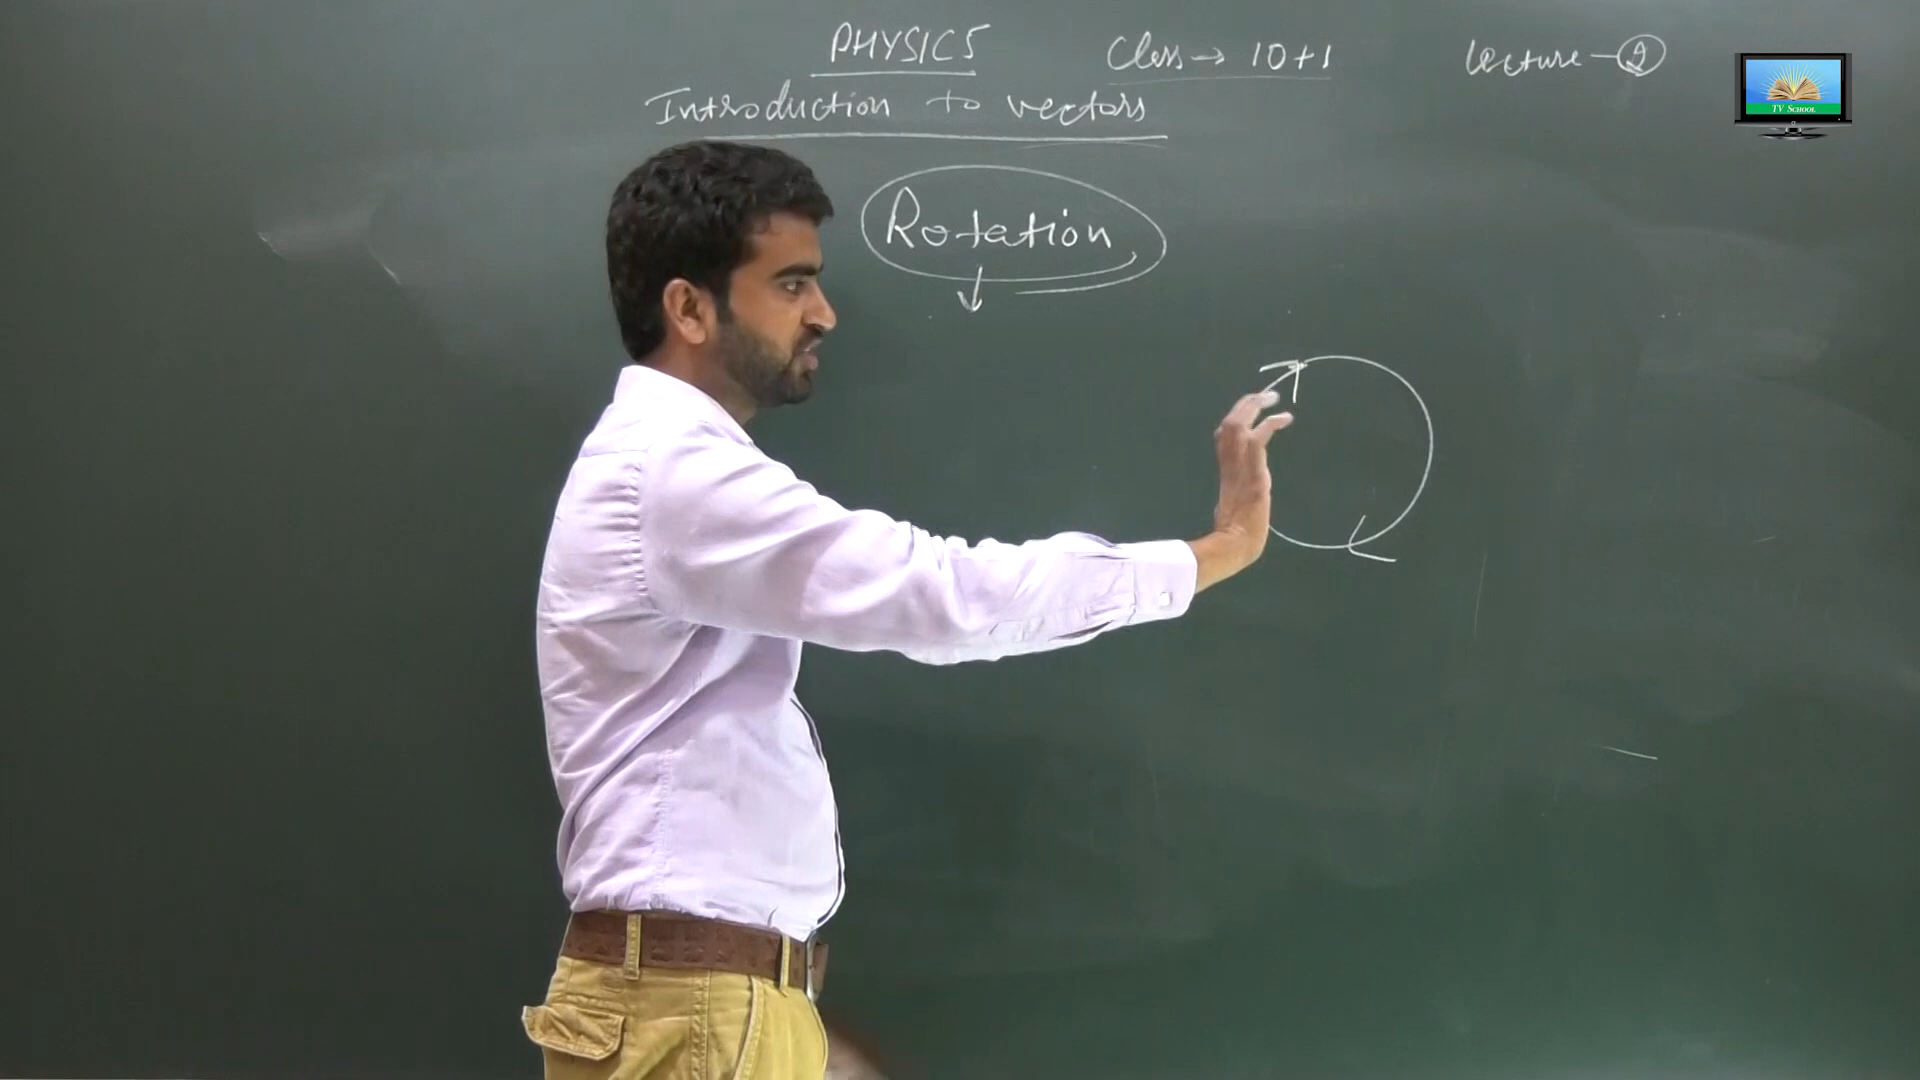 PHYSICS Class → 10+1 Lecture - 2
Introduction to vectors
Rotation
TV SCHOOL